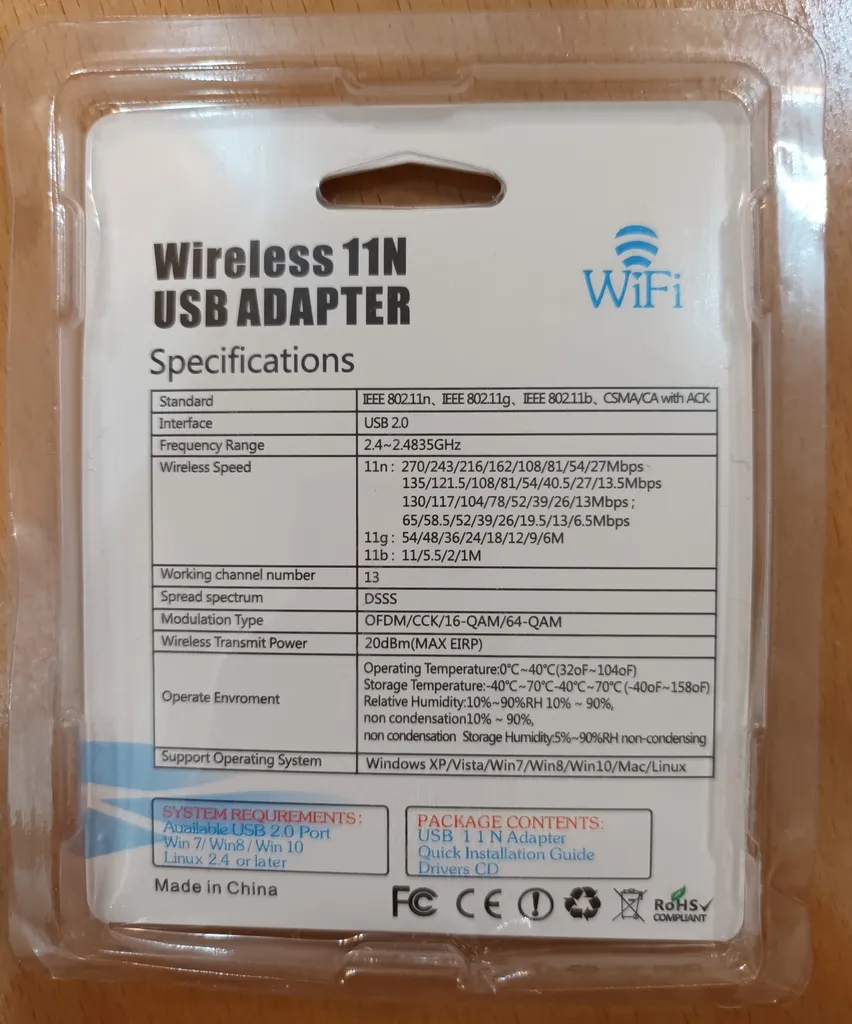 Wireless 11N
USB ADAPTER
WiFi
Specifications
Standard IEEE 802.11n、IEEE 802.11g、IEEE 802.11b、CSMA/CA with ACK
Interface USB 2.0
Frequency Range 2.4~2.4835GHz
Wireless Speed 11n : 270/243/216/162/108/81/54/27Mbps
135/121.5/108/81/54/40.5/27/13.5Mbps
130/117/104/78/52/39/26/13Mbps ;
65/58.5/52/39/26/19.5/13/6.5Mbps
11g : 54/48/36/24/18/12/9/6M
11b : 11/5.5/2/1M
Working channel number 13
Spread spectrum DSSS
Modulation Type OFDM/CCK/16-QAM/64-QAM
Wireless Transmit Power 20dBm(MAX EIRP)
Operate Enviroment Operating Temperature:0℃~40℃(32oF~104oF)
Storage Temperature:-40℃~70℃-40℃~70℃ (-40oF~158oF)
Relative Humidity:10%~90%RH 10% ~ 90%,
non condensation10% ~ 90%,
non condensation Storage Humidity:5%~90%RH non-condensing
Support Operating System Windows XP/Vista/Win7/Win8/Win10/Mac/Linux
SYSTEM REQUREMENTS:
Auailable USB 2.0 Port
Win 7/ Win8 / Win 10
Linux 2.4 or later
PACKAGE CONTENTS:
USB 1 1 N Adapter
Quick Installation Guide
Drivers CD
Made in China
FC CE RoHS
COMPLIANT